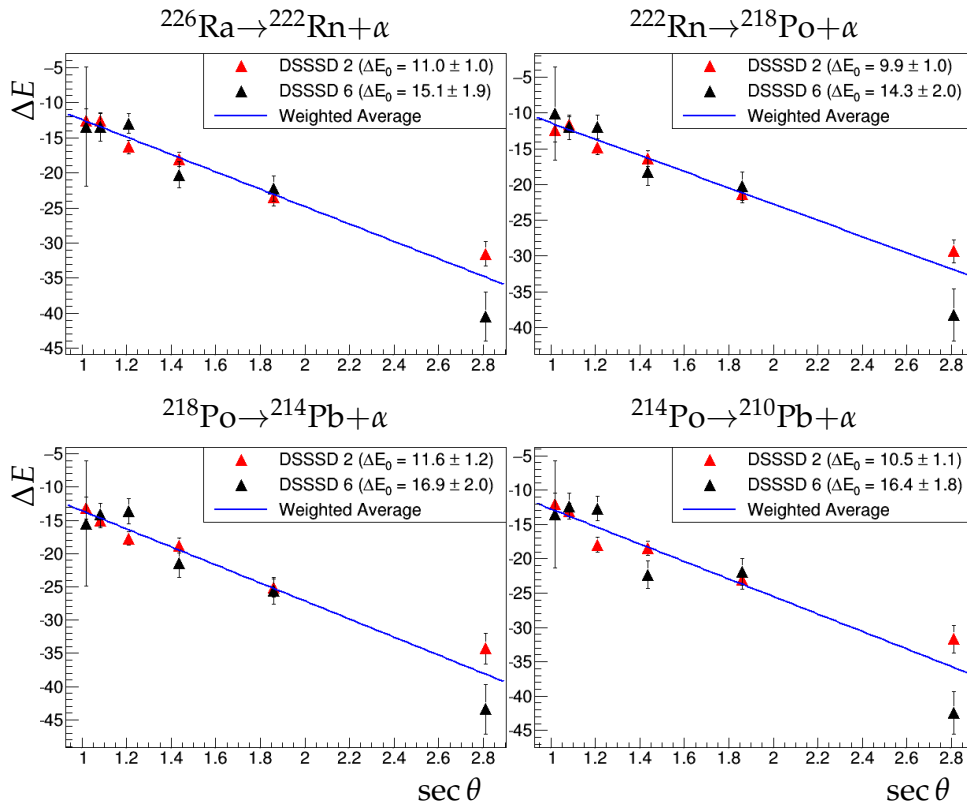 ²²⁶Ra→²²²Rn+α
DSSSD 2 (ΔE₀ = 11.0 ± 1.0)
DSSSD 6 (ΔE₀ = 15.1 ± 1.9)
Weighted Average
ΔE
-5
-10
-15
-20
-25
-30
-35
-40
-45
1 1.2 1.4 1.6 1.8 2 2.2 2.4 2.6 2.8
²²²Rn→²¹⁸Po+α
DSSSD 2 (ΔE₀ = 9.9 ± 1.0)
DSSSD 6 (ΔE₀ = 14.3 ± 2.0)
Weighted Average
-5
-10
-15
-20
-25
-30
-35
-40
1 1.2 1.4 1.6 1.8 2 2.2 2.4 2.6 2.8
²¹⁸Po→²¹⁴Pb+α
DSSSD 2 (ΔE₀ = 11.6 ± 1.2)
DSSSD 6 (ΔE₀ = 16.9 ± 2.0)
Weighted Average
ΔE
-5
-10
-15
-20
-25
-30
-35
-40
-45
1 1.2 1.4 1.6 1.8 2 2.2 2.4 2.6 2.8
sec θ
²¹⁴Po→²¹⁰Pb+α
DSSSD 2 (ΔE₀ = 10.5 ± 1.1)
DSSSD 6 (ΔE₀ = 16.4 ± 1.8)
Weighted Average
-5
-10
-15
-20
-25
-30
-35
-40
-45
1 1.2 1.4 1.6 1.8 2 2.2 2.4 2.6 2.8
sec θ